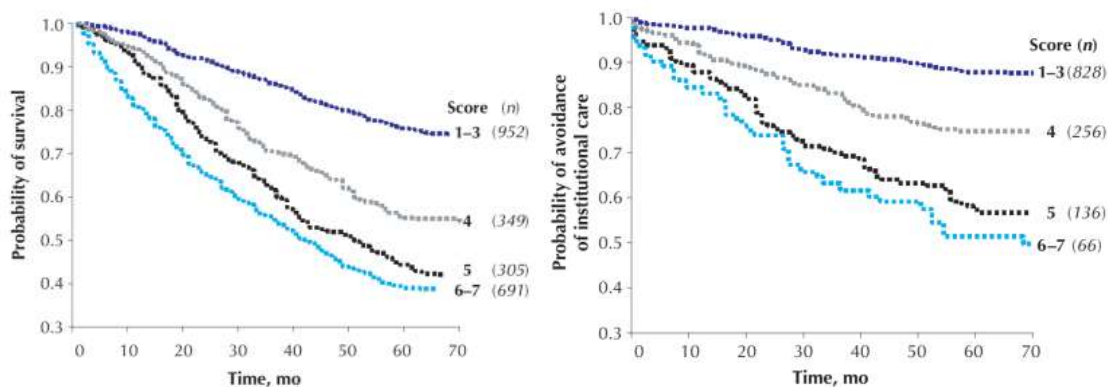 1.0
0.9
0.8
0.7
0.6
0.5
0.4
0.3
Probability of survival
0 10 20 30 40 50 60 70
Time, mo
Score (n)
1–3 (952)
4 (349)
5 (305)
6–7 (691)
1.0
0.9
0.8
0.7
0.6
0.5
0.4
0.3
Probability of avoidance
of institutional care
0 10 20 30 40 50 60 70
Time, mo
Score (n)
1–3 (828)
4 (256)
5 (136)
6–7 (66)